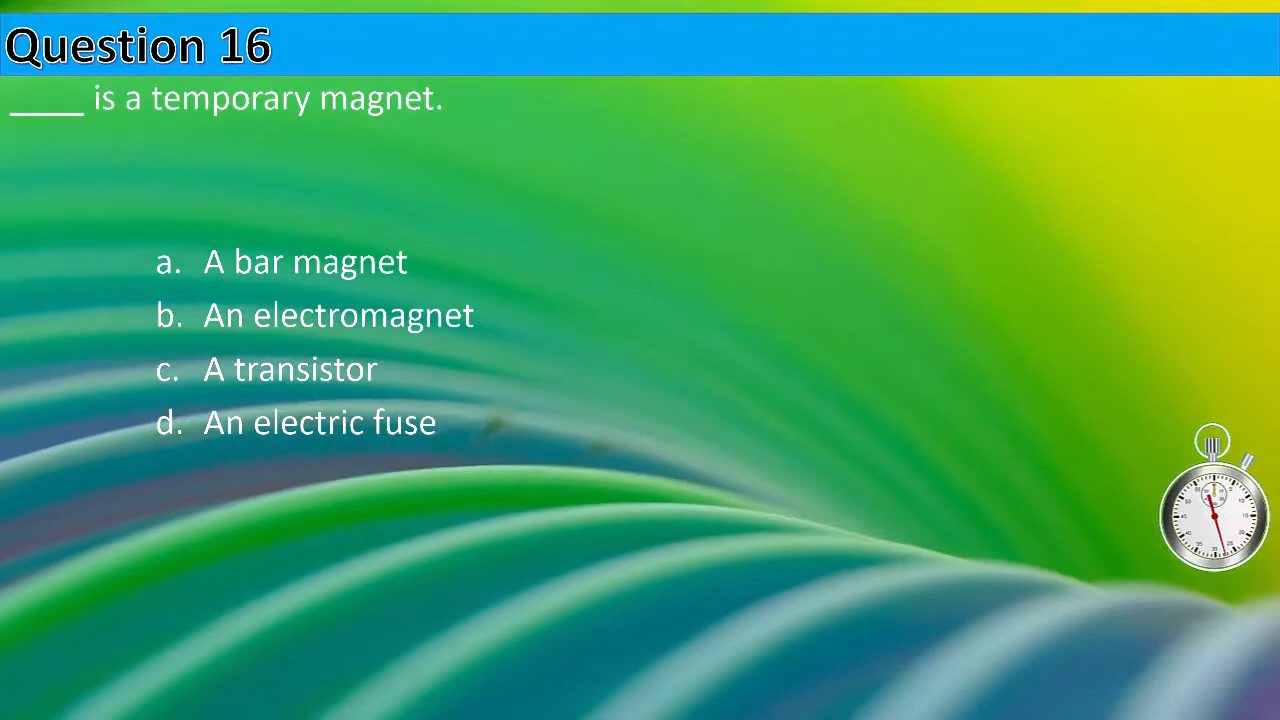 Question 16
____ is a temporary magnet.
a. A bar magnet
b. An electromagnet
c. A transistor
d. An electric fuse